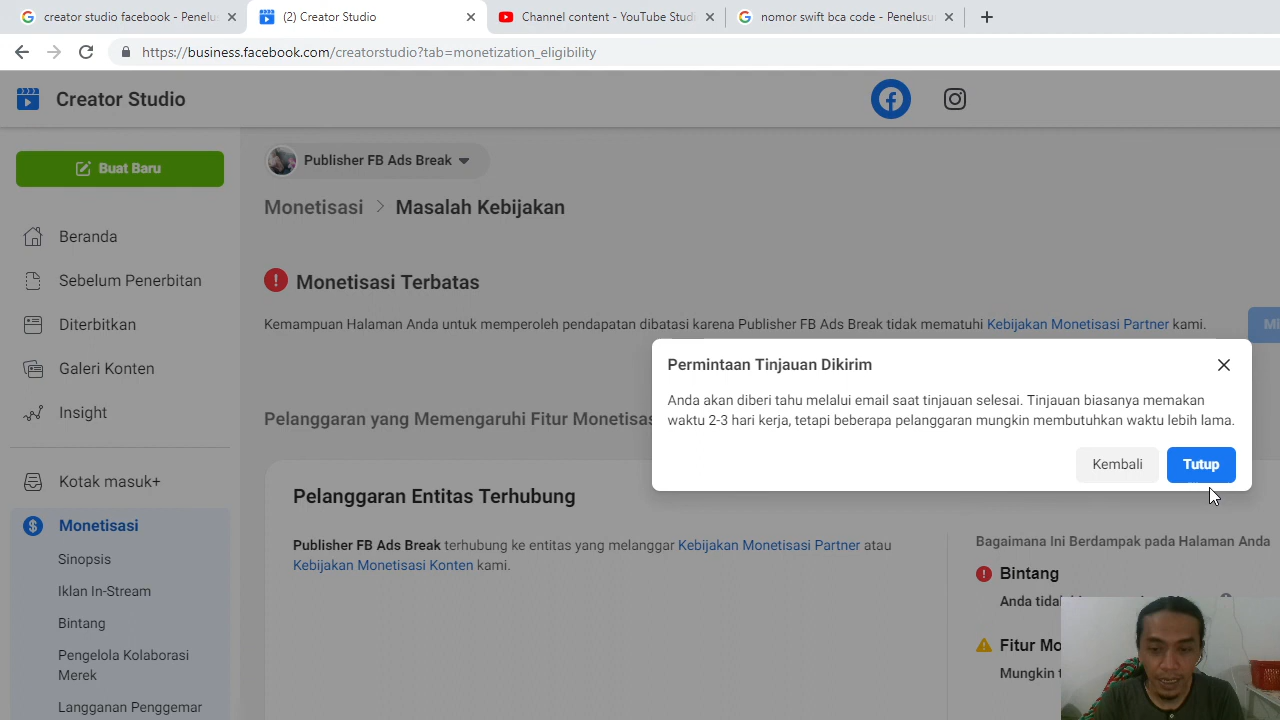 creator studio facebook - Penelus
(2) Creator Studio
Channel content - YouTube Studi
nomor swift bca code - Penelusu
https://business.facebook.com/creatorstudio?tab=monetization_eligibility
Creator Studio
Buat Baru
Publisher FB Ads Break
Monetisasi > Masalah Kebijakan
Beranda
Sebelum Penerbitan
Diterbitkan
Galeri Konten
Insight
Kotak masuk+
Monetisasi
Sinopsis
Iklan In-Stream
Bintang
Pengelola Kolaborasi
Merek
Langganan Penggemar
Monetisasi Terbatas
Kemampuan Halaman Anda untuk memperoleh pendapatan dibatasi karena Publisher FB Ads Break tidak mematuhi Kebijakan Monetisasi Partner kami.
Permintaan Tinjauan Dikirim
Anda akan diberi tahu melalui email saat tinjauan selesai. Tinjauan biasanya memakan
waktu 2-3 hari kerja, tetapi beberapa pelanggaran mungkin membutuhkan waktu lebih lama.
Kembali
Tutup
Pelanggaran yang Memengaruhi Fitur Monetisas
Pelanggaran Entitas Terhubung
Publisher FB Ads Break terhubung ke entitas yang melanggar Kebijakan Monetisasi Partner atau
Kebijakan Monetisasi Konten kami.
Bagaimana Ini Berdampak pada Halaman Anda
Bintang
Anda
Fitur
Mungkin